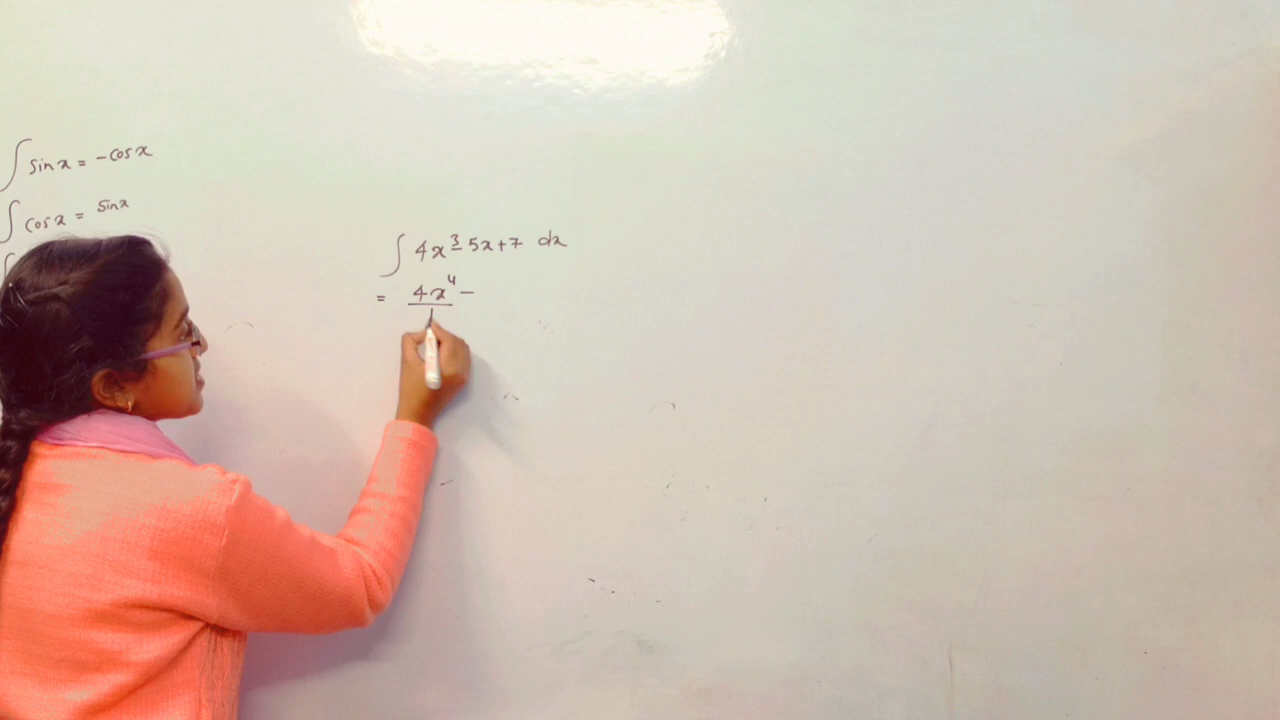 ∫ sin x = -cos x
∫ cos x = sin x
∫
∫ 4x³ - 5x + 7 dx
= 4x⁴ -